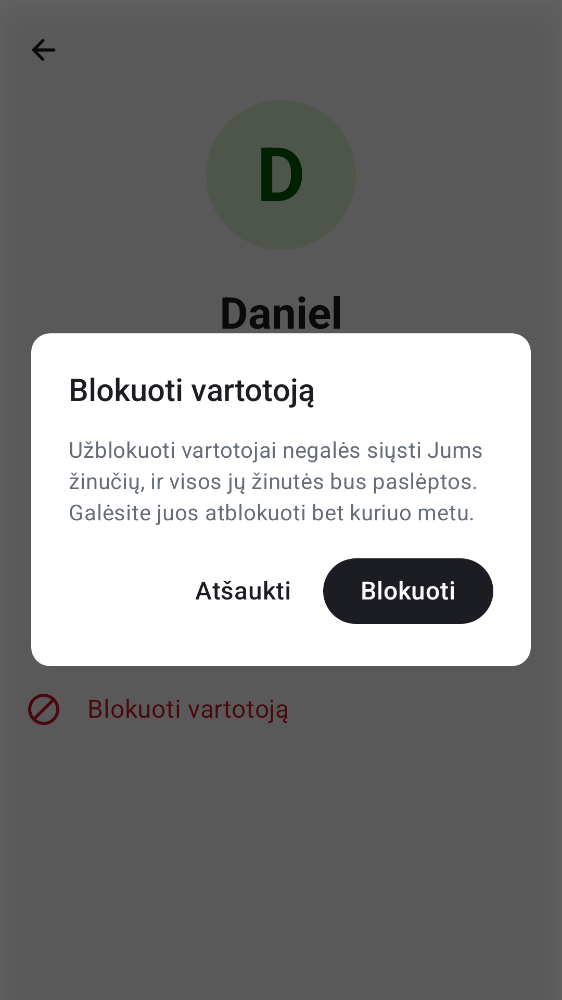 D
Daniel
Blokuoti vartotoją
Užblokuoti vartotojai negalės siųsti Jums
žinučių, ir visos jų žinutės bus paslėptos.
Galėsite juos atblokuoti bet kuriuo metu.
Atšaukti
Blokuoti
Blokuoti vartotoją